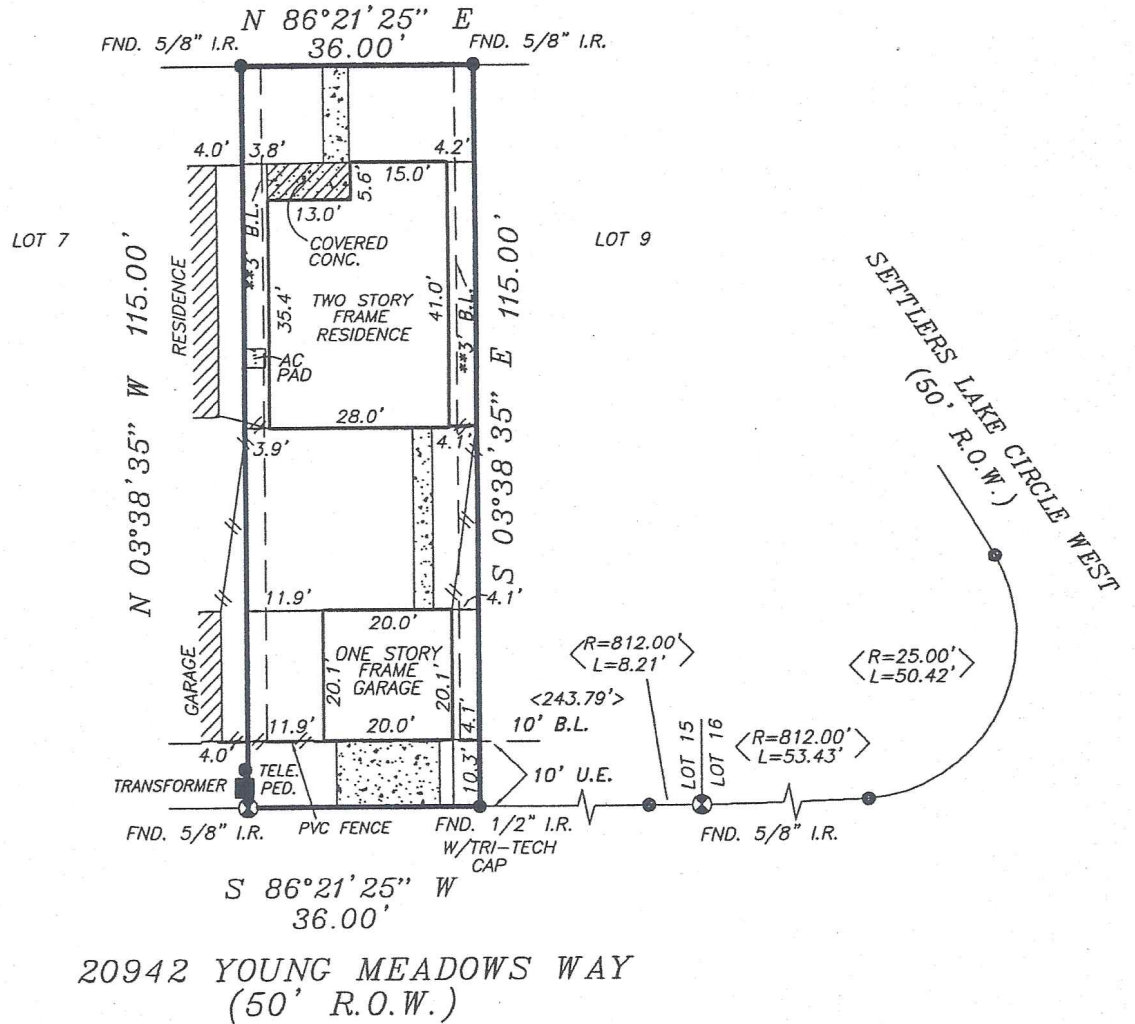 N 86°21'25" E
36.00'
FND. 5/8" I.R.
FND. 5/8" I.R.
4.0'
3.8'
4.2'
15.0'
5.6'
13.0'
COVERED
CONC.
LOT 7
LOT 9
**3' B.L.
**3' B.L.
RESIDENCE
N 03°38'35" W 115.00'
S 03°38'35" E 115.00'
35.4'
41.0'
TWO STORY
FRAME
RESIDENCE
AC
PAD
28.0'
3.9'
4.1'
SETTLERS LAKE CIRCLE WEST
(50' R.O.W.)
11.9'
4.1'
20.0'
GARAGE
20.1'
ONE STORY
FRAME
GARAGE
20.1'
4.1'
11.9'
20.0'
4.0'
<243.79'>
10' B.L.
10' U.E.
10.3'
<R=812.00'
L=8.21'>
<R=25.00'
L=50.42'>
<R=812.00'
L=53.43'>
LOT 15
LOT 16
TRANSFORMER
TELE.
PED.
FND. 5/8" I.R.
PVC FENCE
FND. 1/2" I.R.
W/TRI-TECH
CAP
FND. 5/8" I.R.
S 86°21'25" W
36.00'
20942 YOUNG MEADOWS WAY
(50' R.O.W.)